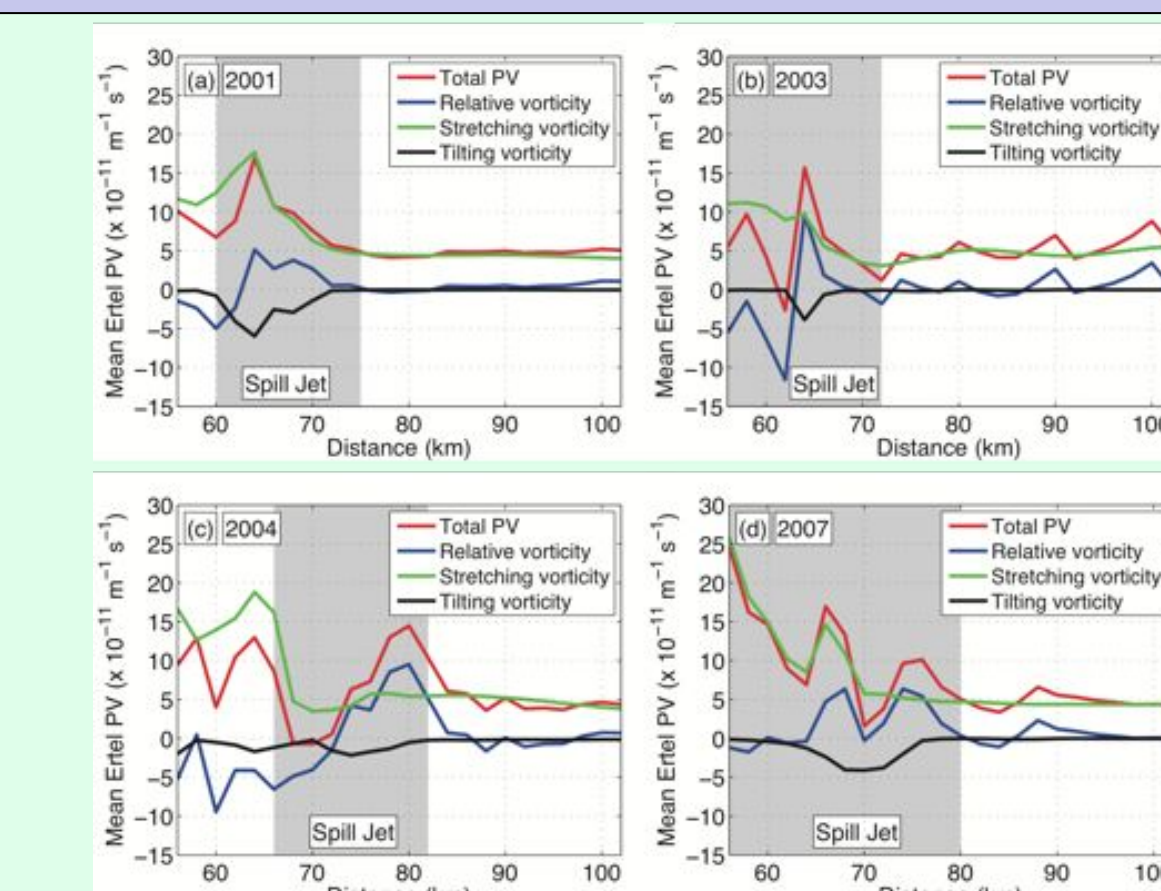 Mean Ertel PV (x 10⁻¹¹ m⁻¹ s⁻¹)
30
25
20
15
10
5
0
−5
−10
−15
(a) 2001
Total PV
Relative vorticity
Stretching vorticity
Tilting vorticity
Spill Jet
60 70 80 90 100
Distance (km)
Mean Ertel PV (x 10⁻¹¹ m⁻¹ s⁻¹)
30
25
20
15
10
5
0
−5
−10
−15
(b) 2003
Total PV
Relative vorticity
Stretching vorticity
Tilting vorticity
Spill Jet
60 70 80 90 100
Distance (km)
Mean Ertel PV (x 10⁻¹¹ m⁻¹ s⁻¹)
30
25
20
15
10
5
0
−5
−10
−15
(c) 2004
Total PV
Relative vorticity
Stretching vorticity
Tilting vorticity
Spill Jet
60 70 80 90 100
Distance (km)
Mean Ertel PV (x 10⁻¹¹ m⁻¹ s⁻¹)
30
25
20
15
10
5
0
−5
−10
−15
(d) 2007
Total PV
Relative vorticity
Stretching vorticity
Tilting vorticity
Spill Jet
60 70 80 90 100
Distance (km)